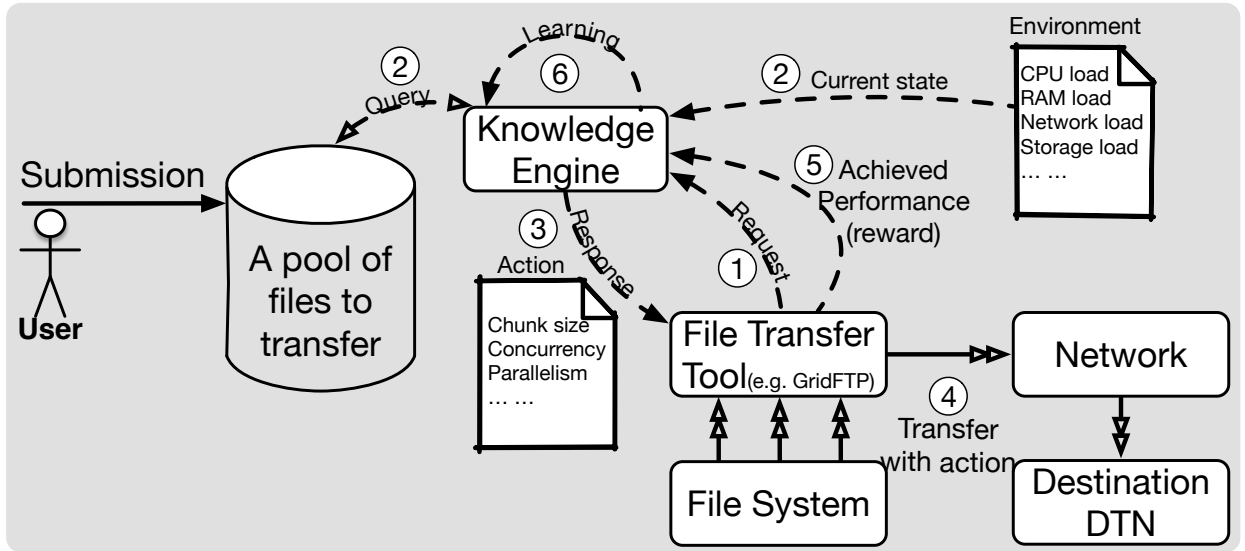 Learning
Environment
2
6
2
Current state
Query
CPU load
RAM load
Network load
Storage load
... ...
Knowledge
Engine
Submission
5
Achieved
Performance
(reward)
Request
Response
3
1
Action
A pool of
files to
transfer
User
Chunk size
Concurrency
Parallelism
... ...
File Transfer
Tool(e.g. GridFTP)
Network
4
Transfer
with action
File System
Destination
DTN